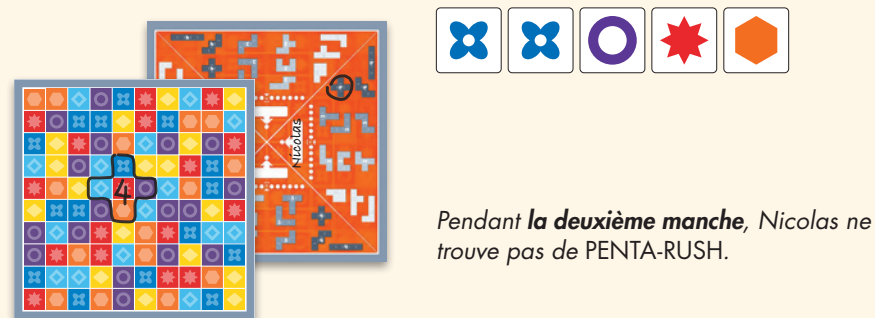 Nicolas
4
Pendant la deuxième manche, Nicolas ne
trouve pas de PENTA-RUSH.